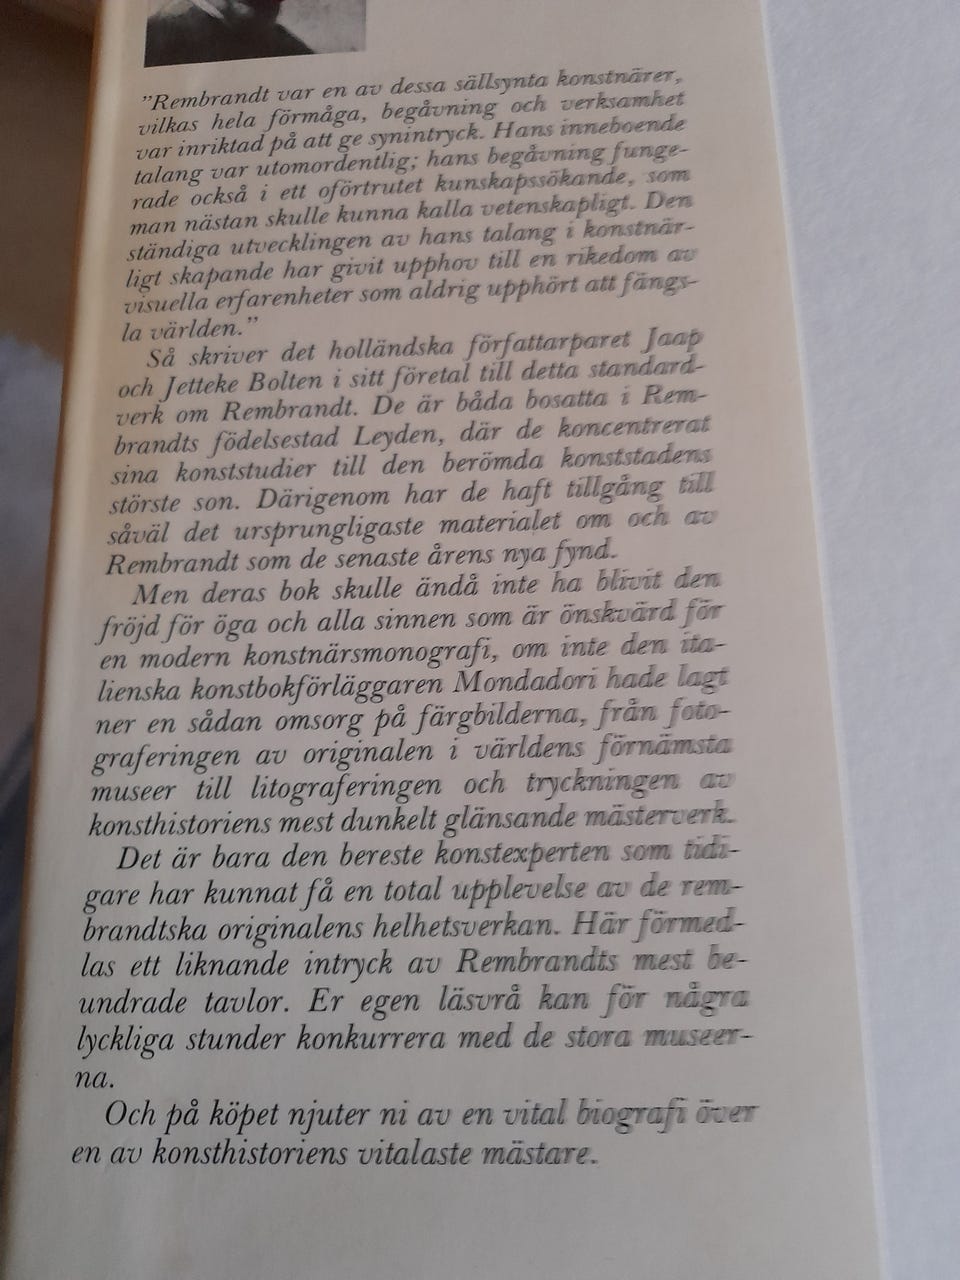 ”Rembrandt var en av dessa sällsynta konstnärer,
vilkas hela förmåga, begåvning och verksamhet
var inriktad på att ge synintryck. Hans inneboende
talang var utomordentlig; hans begåvning funge-
rade också i ett oförtrutet kunskapssökande, som
man nästan skulle kunna kalla vetenskapligt. Den
ständiga utvecklingen av hans talang i konstnär-
ligt skapande har givit upphov till en rikedom av
visuella erfarenheter som aldrig upphört att fängs-
la världen.”
Så skriver det holländska författarparet Jaap
och Jetteke Bolten i sitt företal till detta standard-
verk om Rembrandt. De är båda bosatta i Rem-
brandts födelsestad Leyden, där de koncentrerat
sina konststudier till den berömda konststadens
störste son. Därigenom har de haft tillgång till
såväl det ursprungligaste materialet om och av
Rembrandt som de senaste årens nya fynd.
Men deras bok skulle ändå inte ha blivit den
fröjd för öga och alla sinnen som är önskvärd för
en modern konstnärsmonografi, om inte den ita-
lienska konstbokförläggaren Mondadori hade lagt
ner en sådan omsorg på färgbilderna, från foto-
graferingen av originalen i världens förnämsta
museer till litograferingen och tryckningen av
konsthistoriens mest dunkelt glänsande mästerverk.
Det är bara den bereste konstexperten som tidi-
gare har kunnat få en total upplevelse av de rem-
brandtska originalens helhetsverkan. Här förmed-
las ett liknande intryck av Rembrandts mest be-
undrade tavlor. Er egen läsvrå kan för några
lyckliga stunder konkurrera med de stora museer-
na.
Och på köpet njuter ni av en vital biografi över
en av konsthistoriens vitalaste mästare.